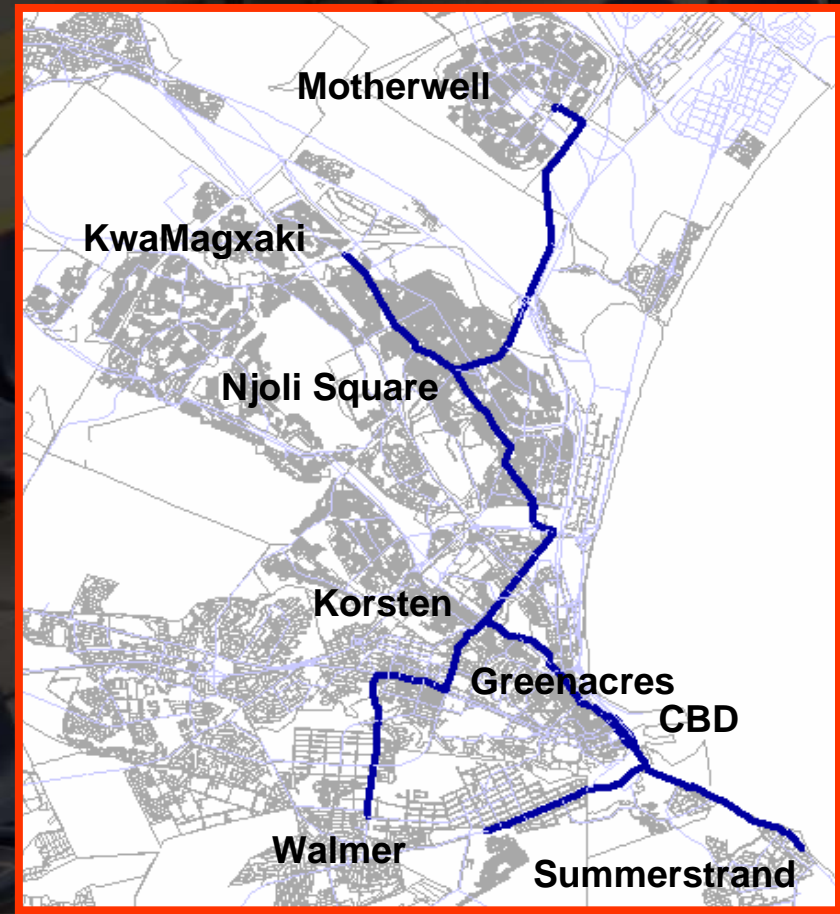 Motherwell
KwaMagxaki
Njoli Square
Korsten
Greenacres
CBD
Walmer
Summerstrand